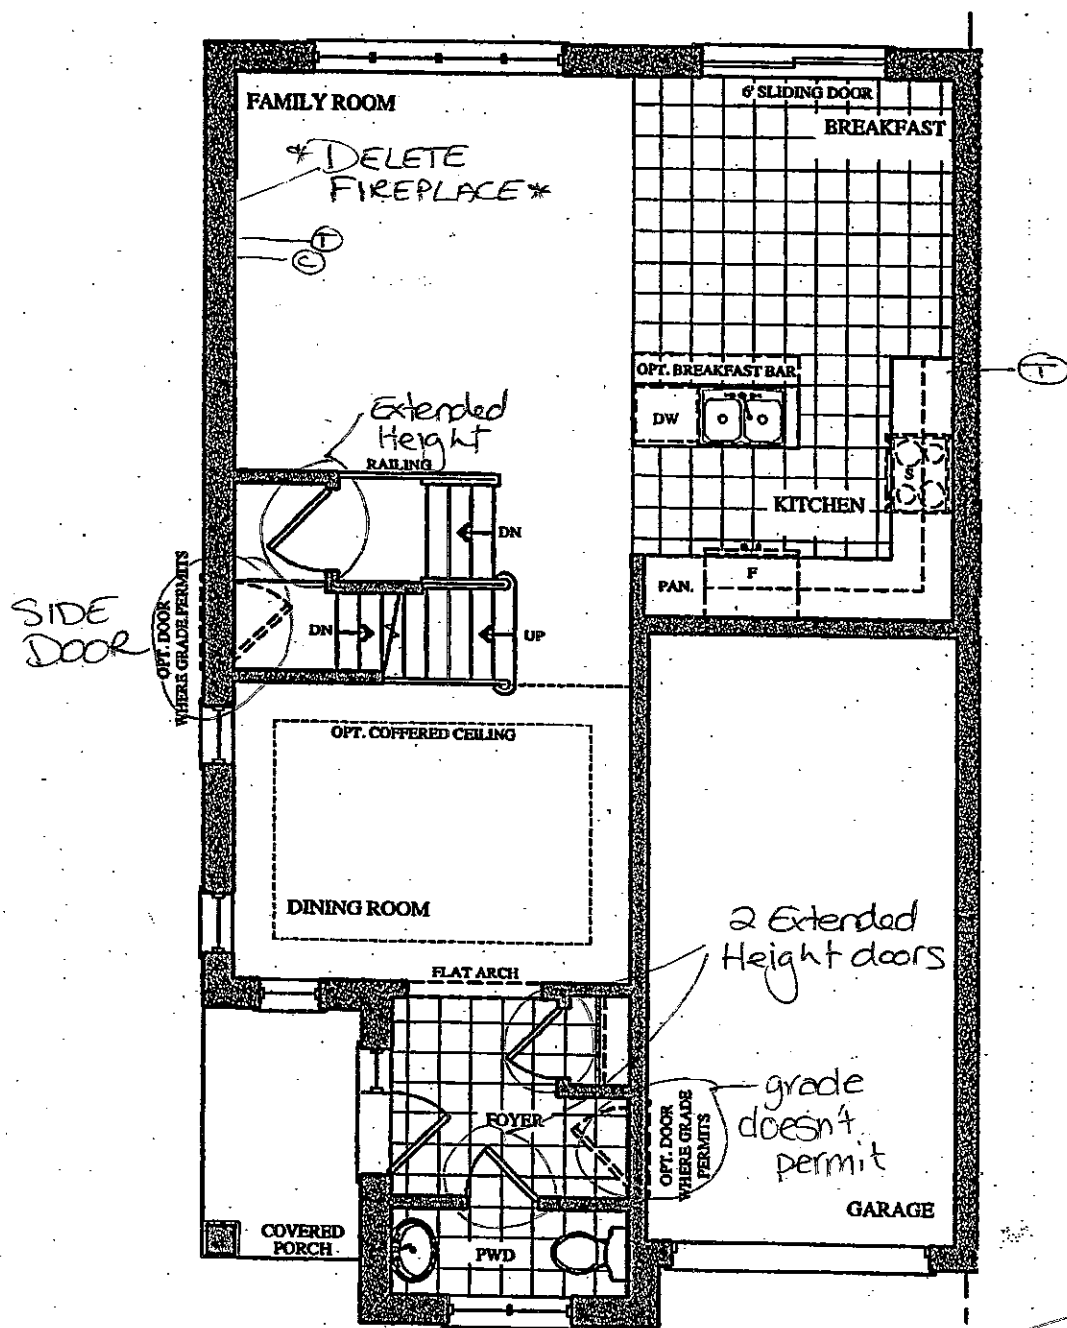 6' SLIDING DOOR
FAMILY ROOM
BREAKFAST
*DELETE
FIREPLACE*
T
C
OPT. BREAKFAST BAR
T
DW
Extended
Height
RAILING
S
KITCHEN
DN
F
PAN.
SIDE
DOOR
OPT. DOOR
WHERE GRADE PERMITS
DN
UP
OPT. COFFERED CEILING
DINING ROOM
2 Extended
Height doors
FLAT ARCH
FOYER
OPT. DOOR
WHERE GRADE
PERMITS
grade
doesn't
permit
GARAGE
COVERED
PORCH
PWD